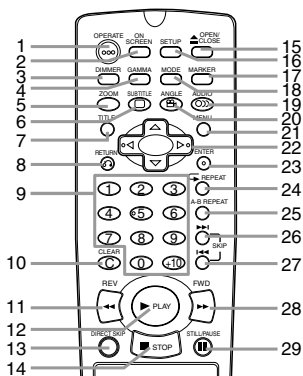 OPERATE ON SCREEN SETUP OPEN/CLOSE
1 2 15 16
DIMMER GAMMA MODE MARKER
3 4 17 18
ZOOM SUBTITLE ANGLE AUDIO
5 6 19 20
TITLE MENU
7 21
22
RETURN ENTER
8 23
9 1 2 3 REPEAT 24
4 5 6 A-B REPEAT 25
7 8 9 26
CLEAR SKIP
10 C 0 +10 27
REV FWD
11 PLAY 28
12
DIRECT SKIP STILL/PAUSE
13 STOP 29
14